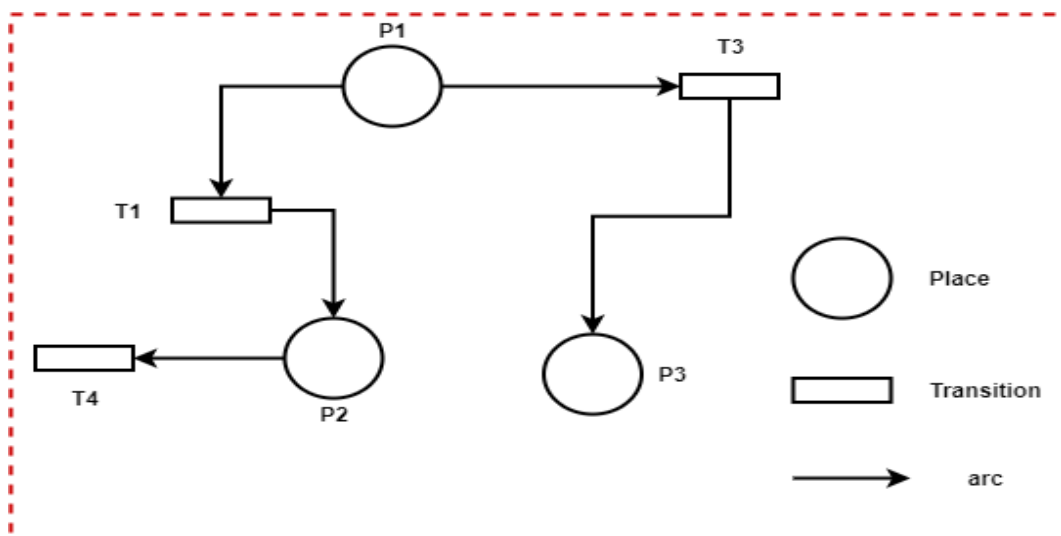 P1
T3
T1
Place
P3
Transition
T4
P2
arc